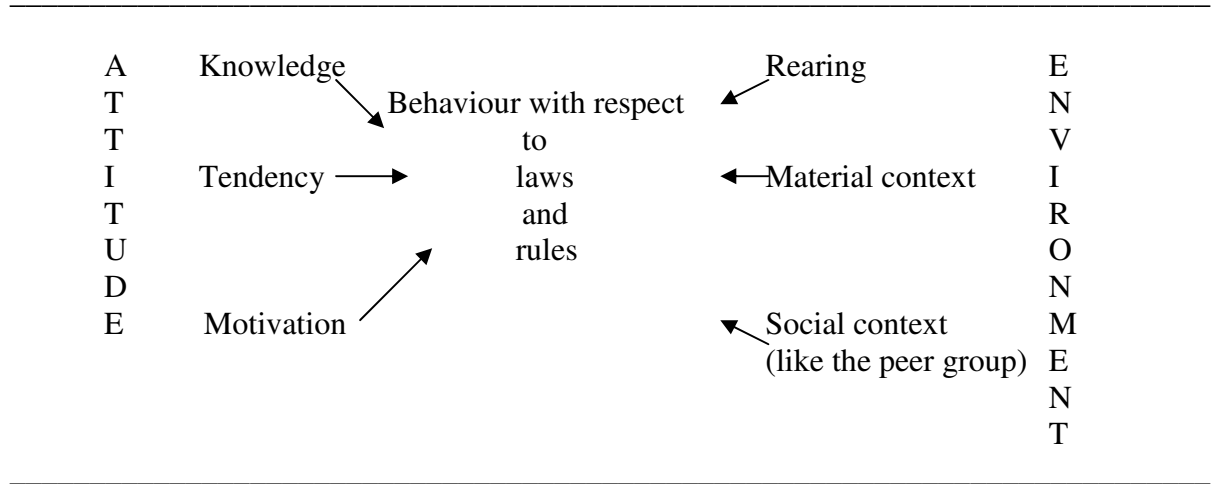 A Knowledge Rearing E
T Behaviour with respect N
T to V
I Tendency laws Material context I
T and R
U rules O
D N
E Motivation Social context M
(like the peer group) E
N
T